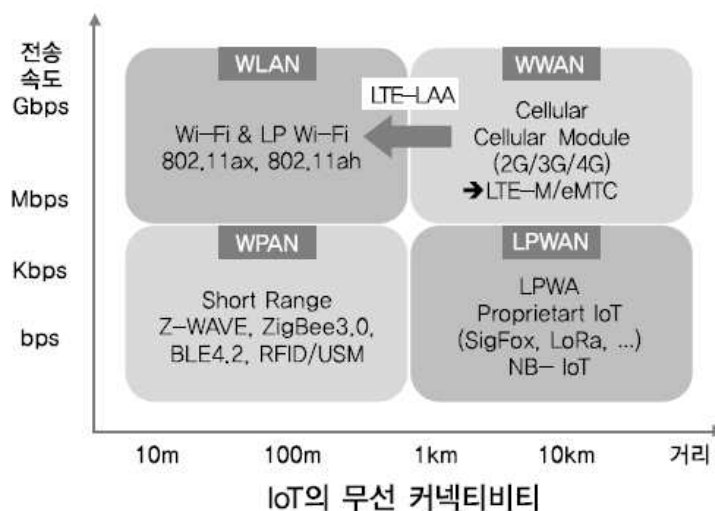 전송
속도
Gbps
Mbps
Kbps
bps
WLAN
Wi-Fi & LP Wi-Fi
802.11ax, 802.11ah
LTE-LAA
WWAN
Cellular
Cellular Module
(2G/3G/4G)
➔LTE-M/eMTC
WPAN
Short Range
Z-WAVE, ZigBee3.0,
BLE4.2, RFID/USM
LPWAN
LPWA
Proprietart IoT
(SigFox, LoRa, ...)
NB- IoT
10m 100m 1km 10km 거리
IoT의 무선 커넥티비티